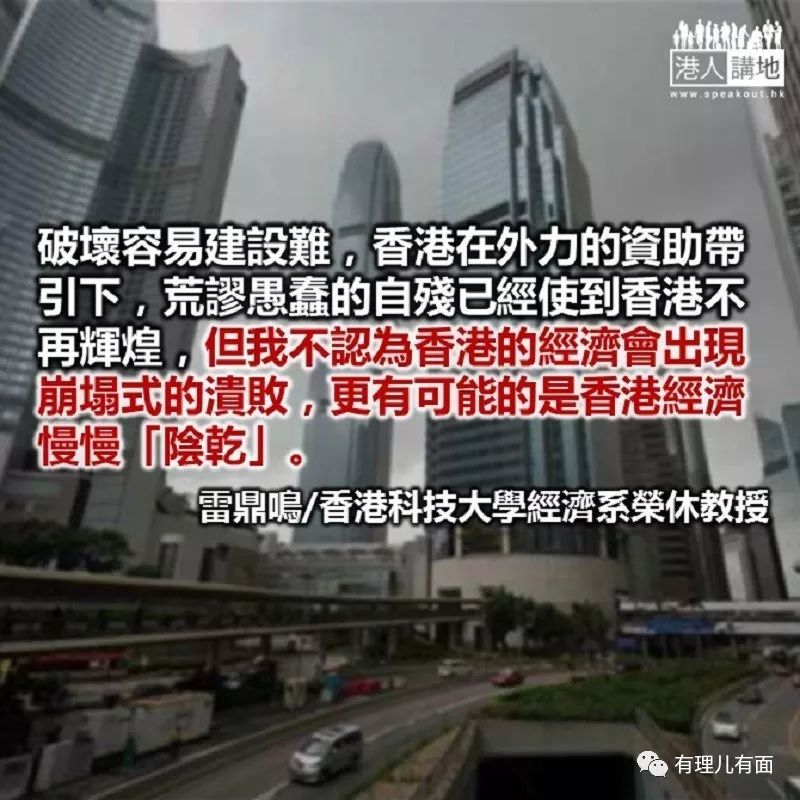 港人講地
www.speakout.hk
破壞容易建設難，香港在外力的資助帶
引下，荒謬愚蠢的自殘已經使到香港不
再輝煌，但我不認為香港的經濟會出現
崩塌式的潰敗，更有可能的是香港經濟
慢慢「陰乾」。
雷鼎鳴/香港科技大學經濟系榮休教授
有理儿有面